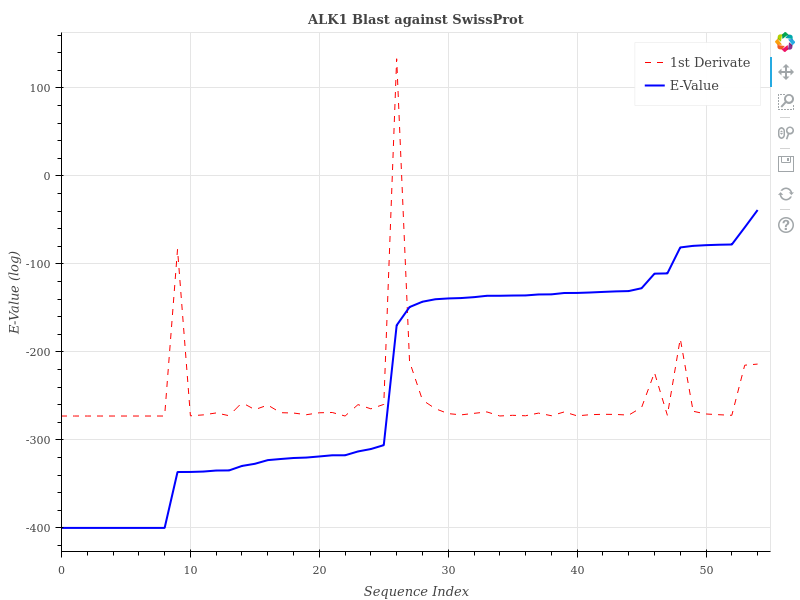 ALK1 Blast against SwissProt
1st Derivate
E-Value
E-Value (log)
100
0
-100
-200
-300
-400
0 10 20 30 40 50
Sequence Index
?